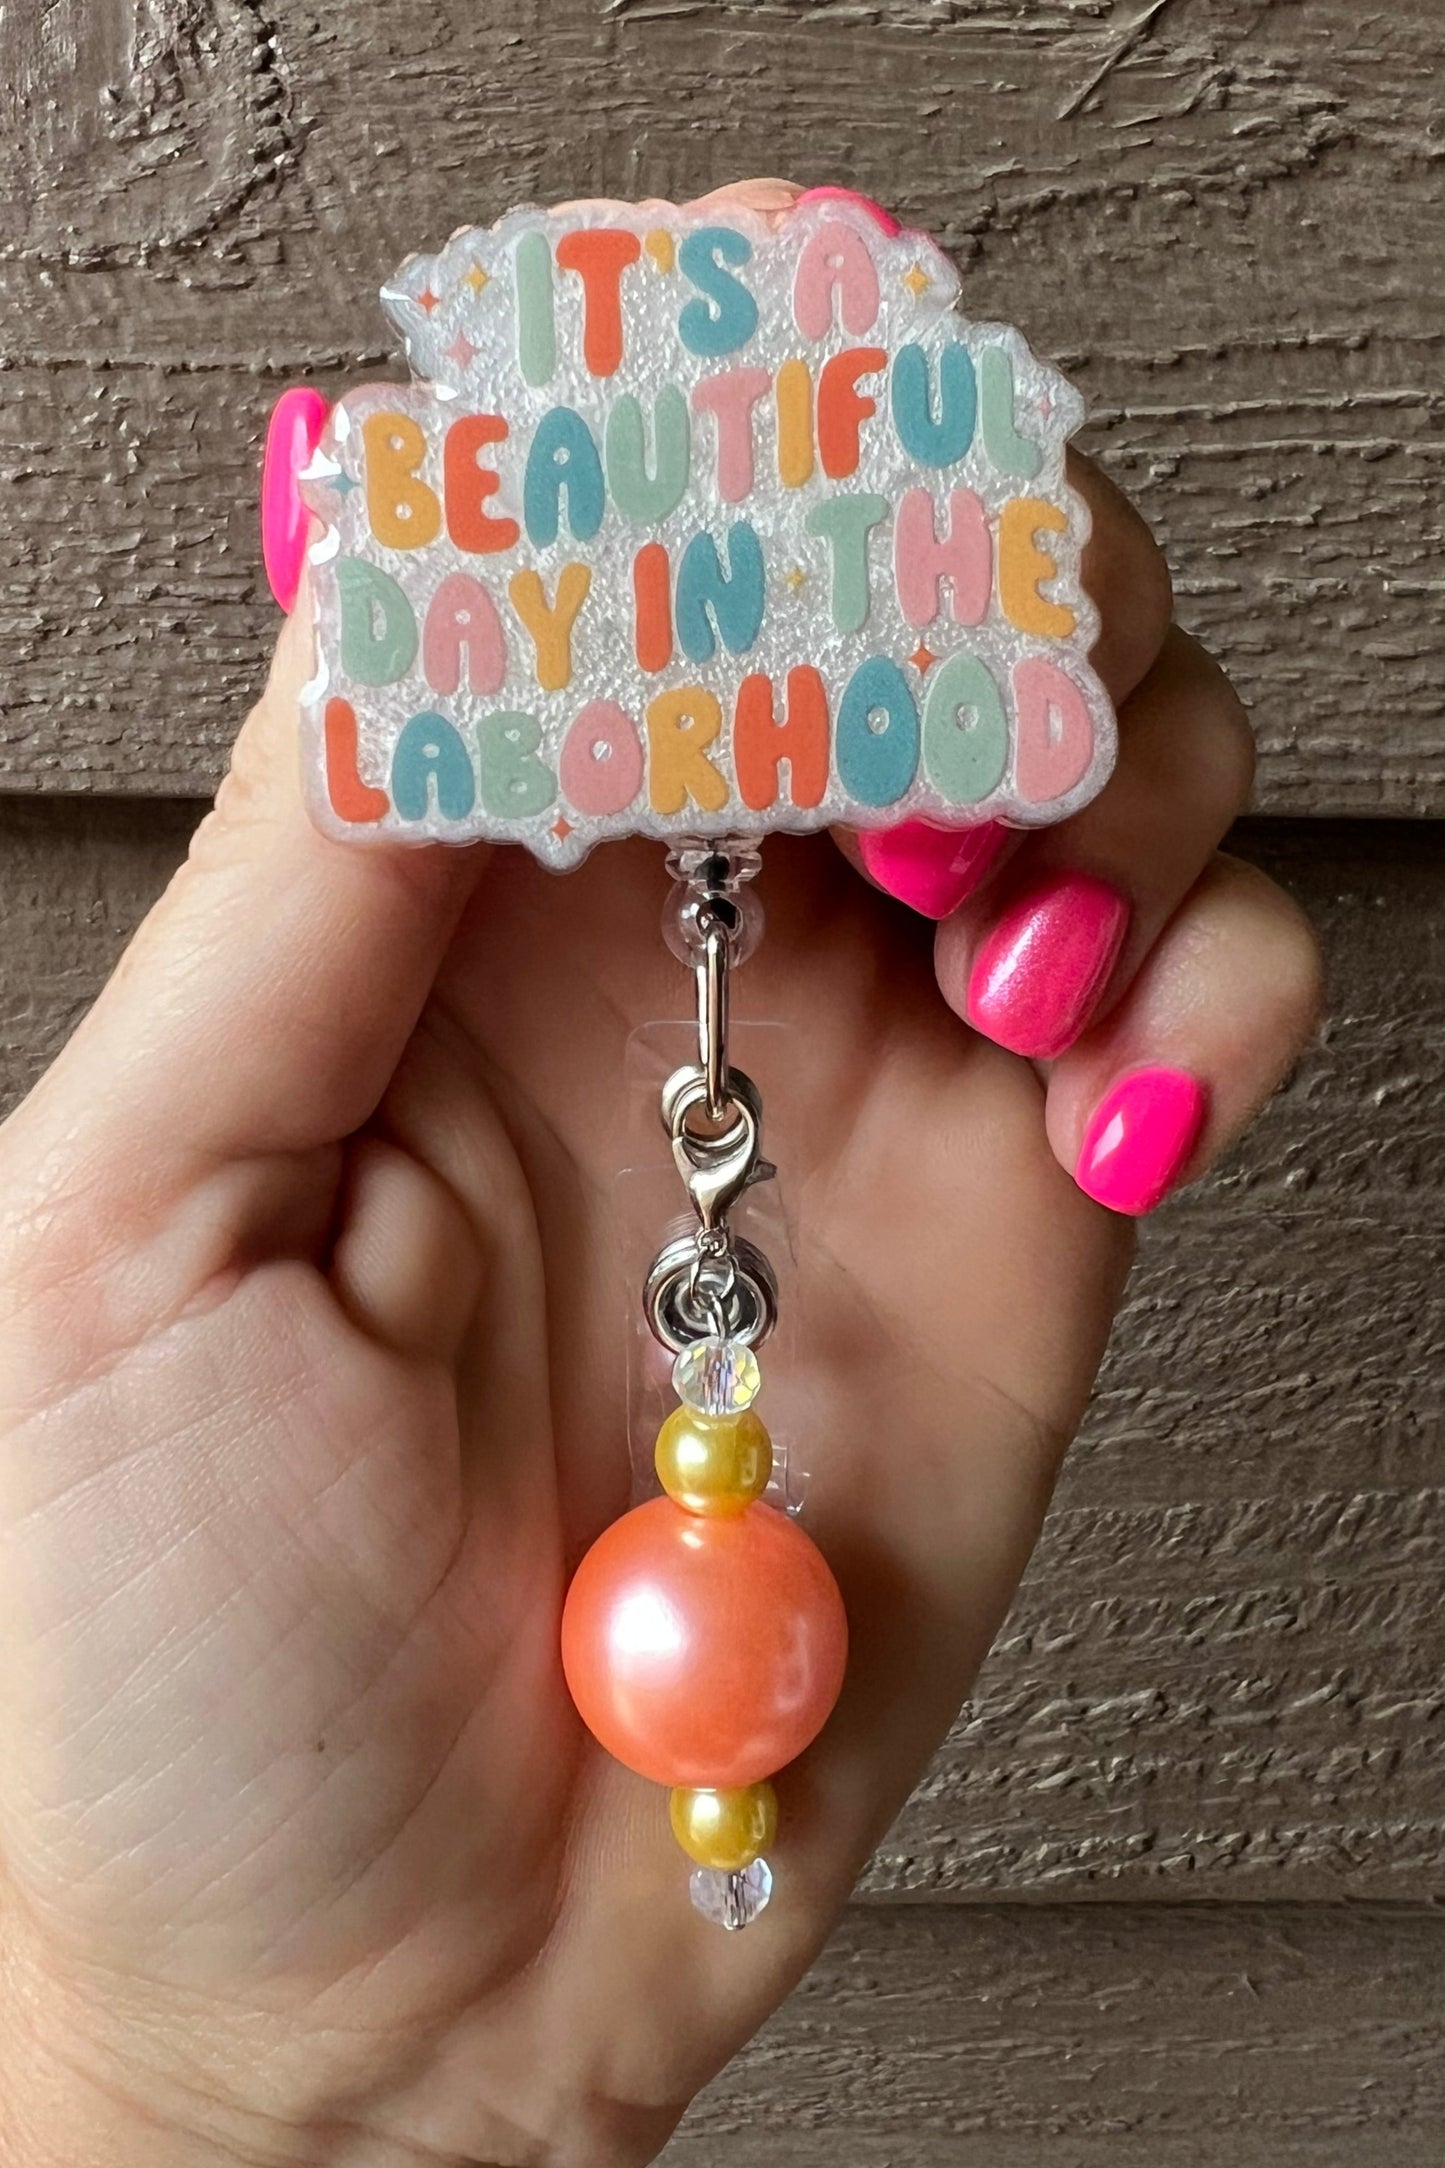 IT'S A
BEAUTIFUL
DAY IN THE
LABORHOOD